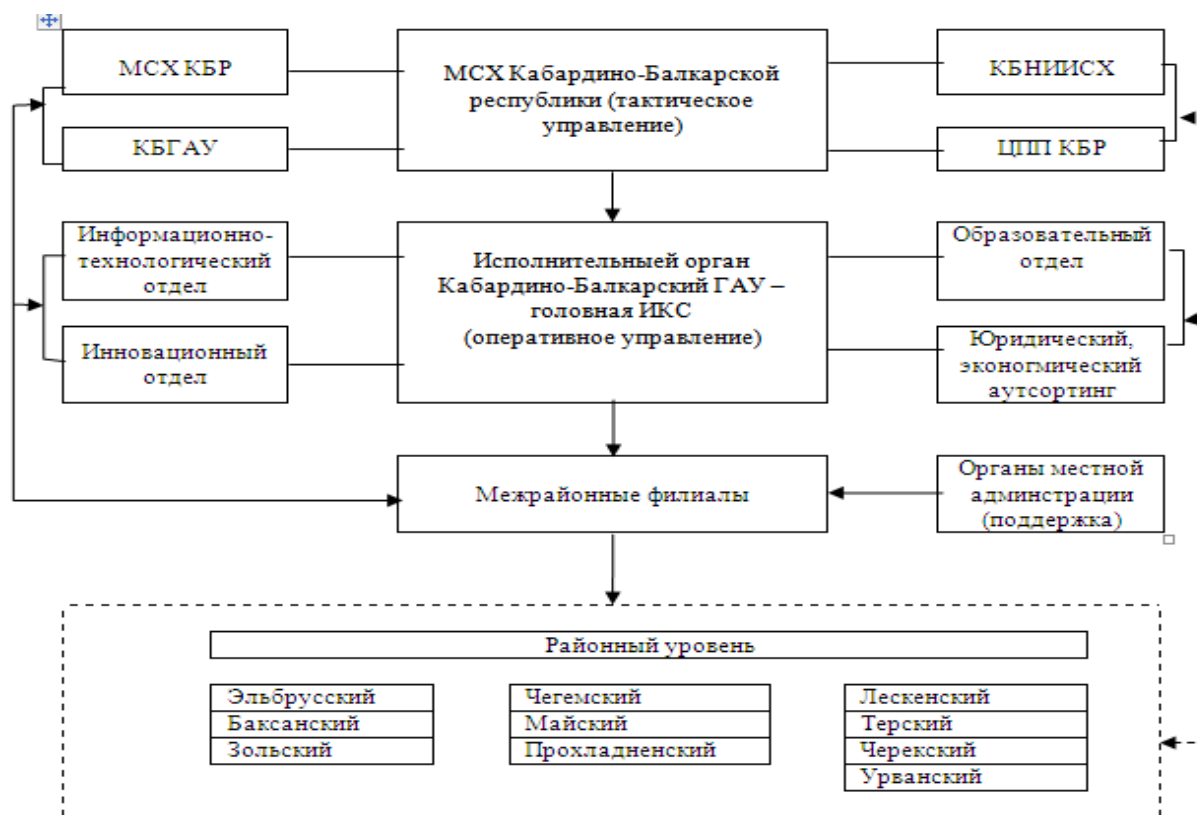 МСХ КБР
КБГАУ
МСХ Кабардино-Балкарской
республики (тактическое
управление)
КБНИИСХ
ЦПП КБР
Информационно-
технологический
отдел
Инновационный
отдел
Исполнительныей орган
Кабардино-Балкарский ГАУ –
головная ИКС
(оперативное управление)
Образовательный
отдел
Юридический,
эконогмический
аутсортинг
Межрайонные филиалы
Органы местной
админстрации
(поддержка)
Районный уровень
Эльбрусский
Баксанский
Зольский
Чегемский
Майский
Прохладненский
Лескенский
Терский
Черекский
Урванский